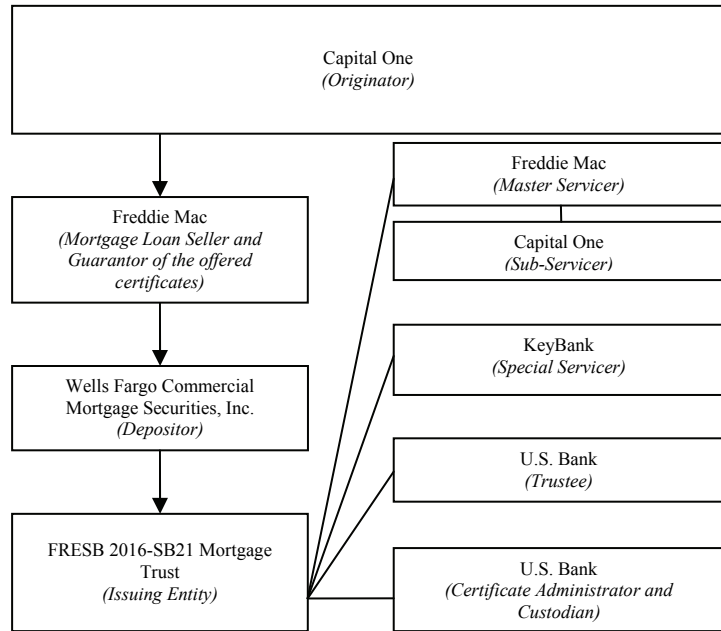 Capital One
(Originator)
Freddie Mac
(Mortgage Loan Seller and
Guarantor of the offered
certificates)
Wells Fargo Commercial
Mortgage Securities, Inc.
(Depositor)
FRESB 2016-SB21 Mortgage
Trust
(Issuing Entity)
Freddie Mac
(Master Servicer)
Capital One
(Sub-Servicer)
KeyBank
(Special Servicer)
U.S. Bank
(Trustee)
U.S. Bank
(Certificate Administrator and
Custodian)